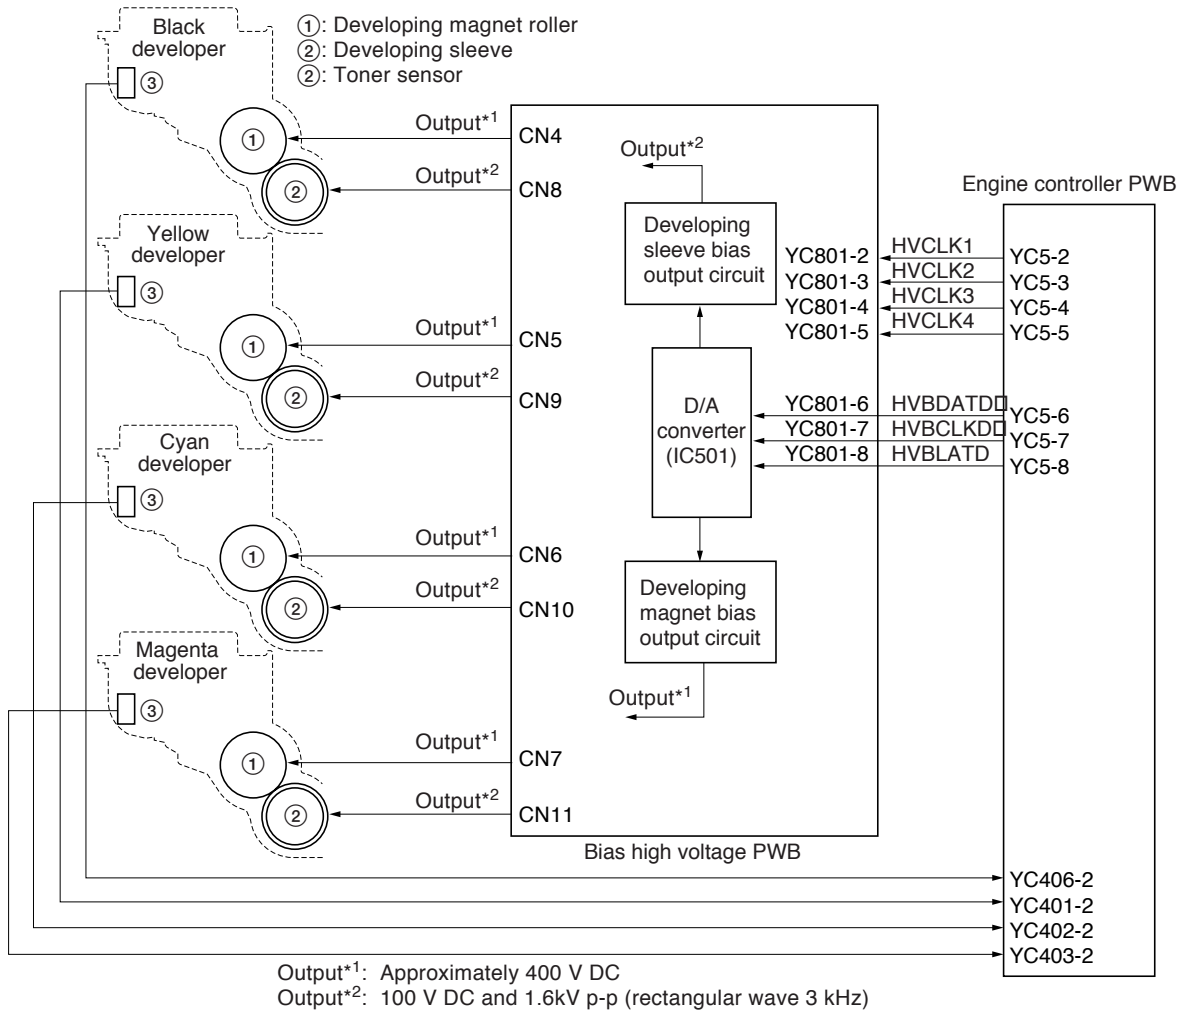 ①: Developing magnet roller
②: Developing sleeve
②: Toner sensor
Black
developer
③
①
②
Output*1
CN4
Output*2
CN8
Yellow
developer
③
①
②
Output*1
CN5
Output*2
CN9
Cyan
developer
③
①
②
Output*1
CN6
Output*2
CN10
Magenta
developer
③
①
②
Output*1
CN7
Output*2
CN11
Output*2
Developing
sleeve bias
output circuit
D/A
converter
(IC501)
Developing
magnet bias
output circuit
Output*1
Bias high voltage PWB
Engine controller PWB
YC801-2 HVCLK1 YC5-2
YC801-3 HVCLK2 YC5-3
YC801-4 HVCLK3 YC5-4
YC801-5 HVCLK4 YC5-5
YC801-6 HVBDATD□ YC5-6
YC801-7 HVBCLKD□ YC5-7
YC801-8 HVBLATD YC5-8
YC406-2
YC401-2
YC402-2
YC403-2
Output*1: Approximately 400 V DC
Output*2: 100 V DC and 1.6kV p-p (rectangular wave 3 kHz)